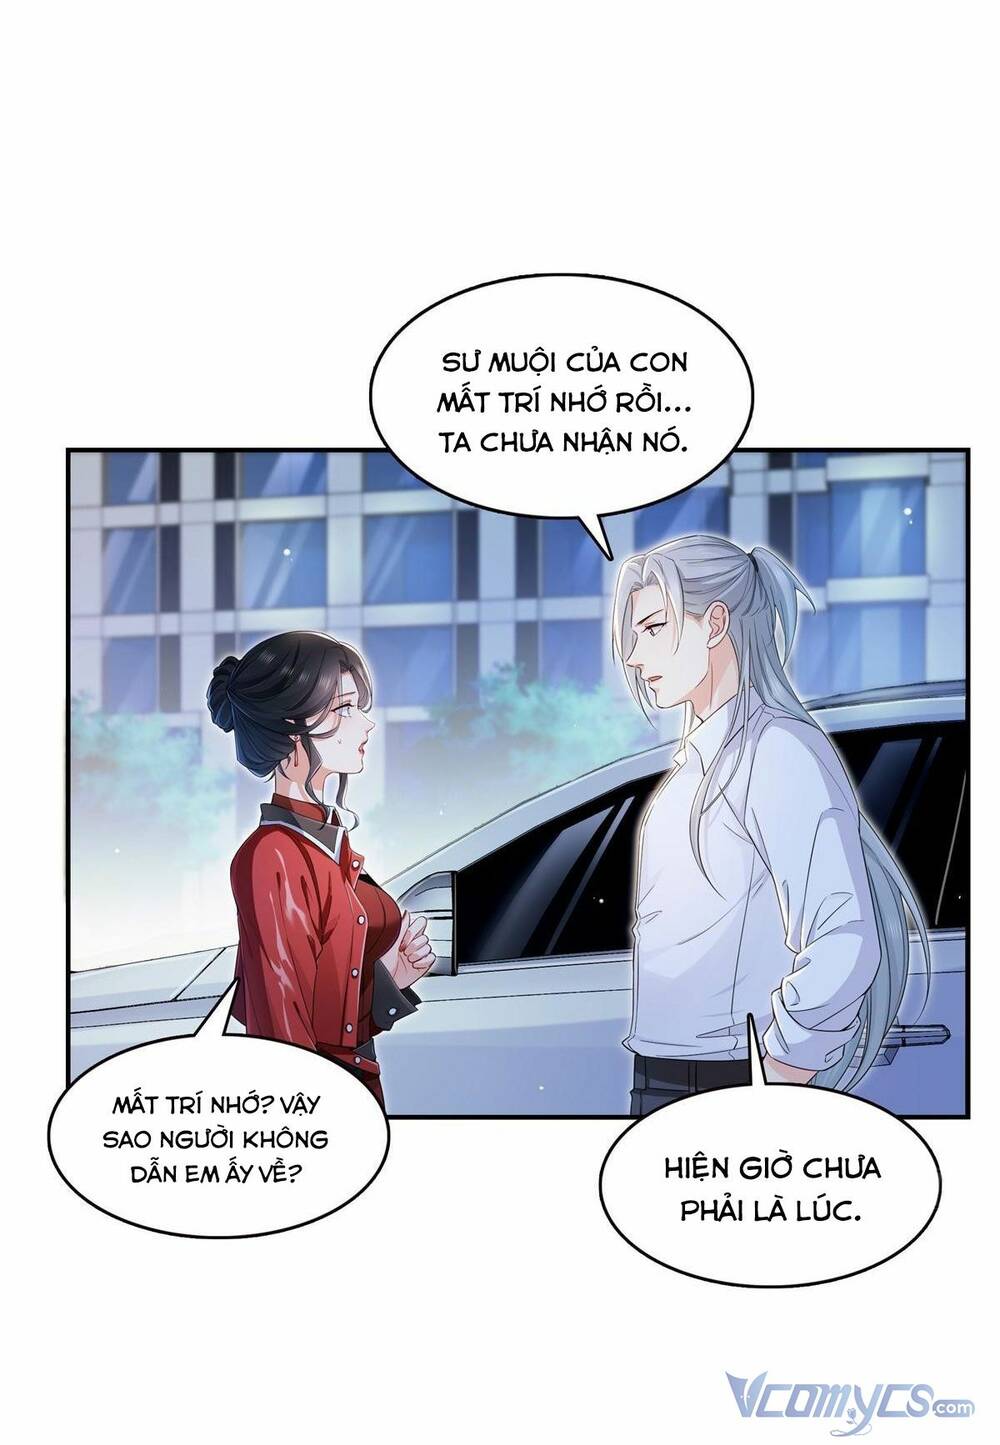 SƯ MUỘI CỦA CON
MẤT TRÍ NHỚ RỒI...
TA CHƯA NHẬN NÓ.
MẤT TRÍ NHỚ? VẬY
SAO NGƯỜI KHÔNG
DẪN EM ẤY VỀ?
HIỆN GIỜ CHƯA
PHẢI LÀ LÚC.
VCOMYCS.com